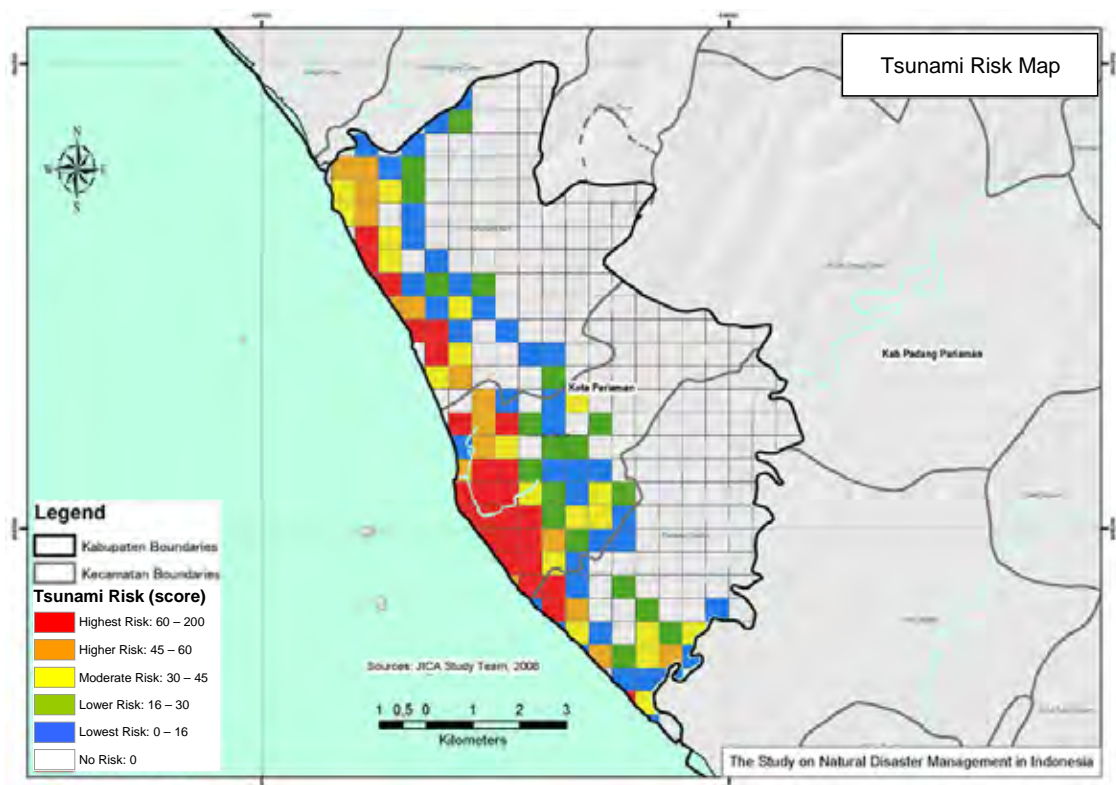 Tsunami Risk Map
N
W E
S
Kota Pariaman
Kab Padang Pariaman
Legend
Kabupaten Boundaries
Kecamatan Boundaries
Tsunami Risk (score)
Highest Risk: 60 – 200
Higher Risk: 45 – 60
Moderate Risk: 30 – 45
Lower Risk: 16 – 30
Lowest Risk: 0 – 16
No Risk: 0
Sources: JICA Study Team, 2008
1 0,5 0 1 2 3
Kilometers
The Study on Natural Disaster Management in Indonesia